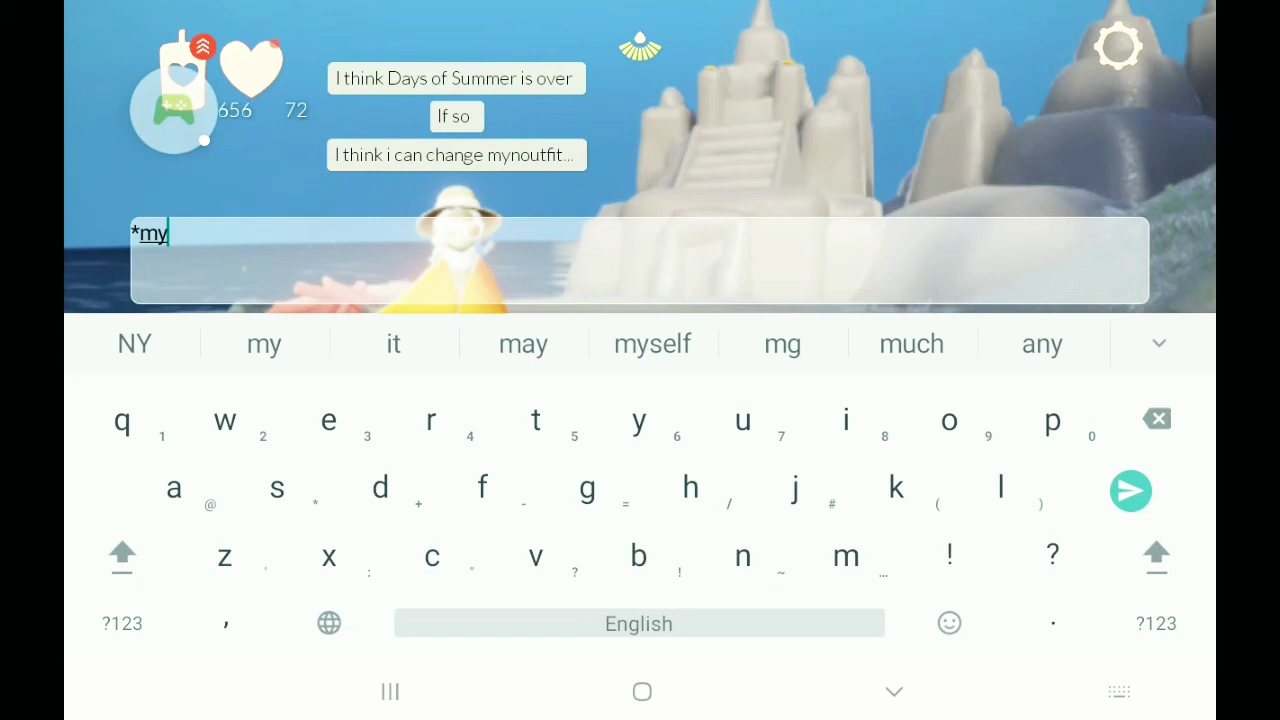 656 72
I think Days of Summer is over
If so
I think i can change mynoutfit...
*my
NY my it may myself mg much any
q 1 w 2 e 3 r 4 t 5 y 6 u 7 i 8 o 9 p 0
a @ s * d + f - g = h / j # k ( l )
z ' x : c " v ? b ! n ~ m ... ! ?
?123 , English . ?123